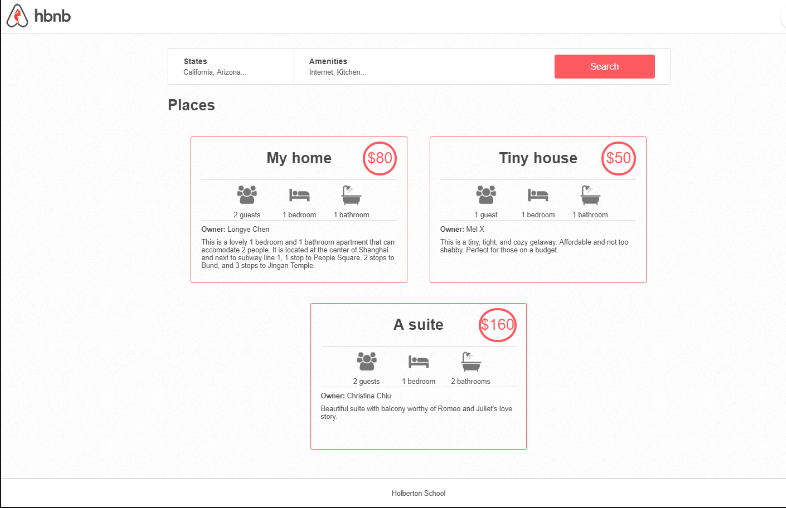 hbnb
States
California, Arizona...
Amenities
Internet, Kitchen...
Search
Places
My home
$80
2 guests
1 bedroom
1 bathroom
Owner: Longye Chen
This is a lovely 1 bedroom and 1 bathroom apartment that can
accomodate 2 people. It is located at the center of Shanghai
and next to subway line 1, 1 stop to People Square, 2 stops to
Bund, and 3 stops to Jingan Temple.
Tiny house
$50
1 guest
1 bedroom
1 bathroom
Owner: Mel X
This is a tiny, tight, and cozy getaway. Affordable and not too
shabby. Perfect for those on a budget.
A suite
$160
2 guests
1 bedroom
2 bathrooms
Owner: Christina Chiu
Beautiful suite with balcony worthy of Romeo and Juliet's love
story.
Holberton School